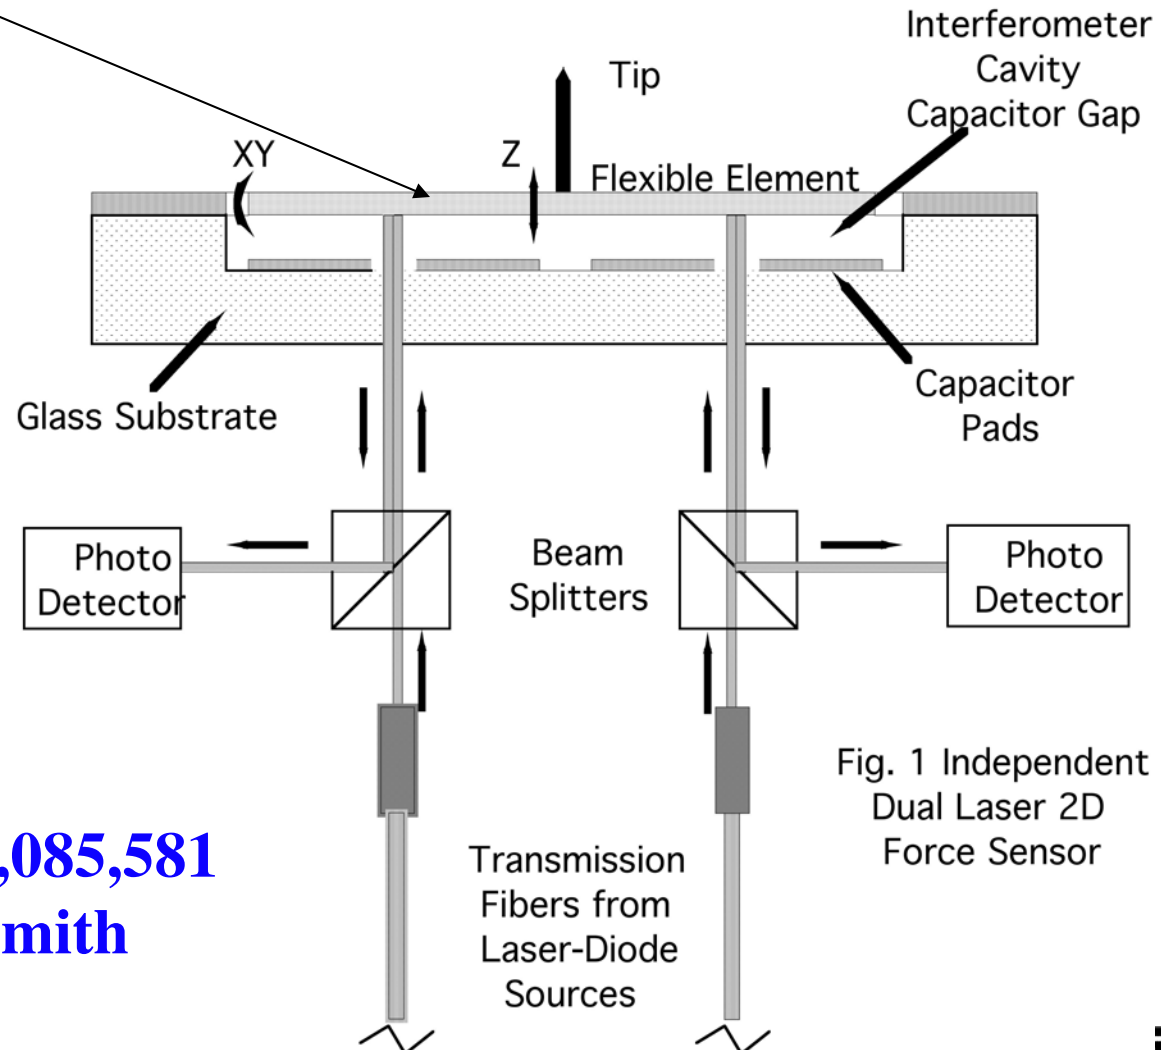 Interferometer
Cavity
Capacitor Gap
Tip
XY
Z
Flexible Element
Glass Substrate
Capacitor
Pads
Photo
Detector
Beam
Splitters
Photo
Detector
Fig. 1 Independent
Dual Laser 2D
Force Sensor
,085,581
mith
Transmission
Fibers from
Laser-Diode
Sources